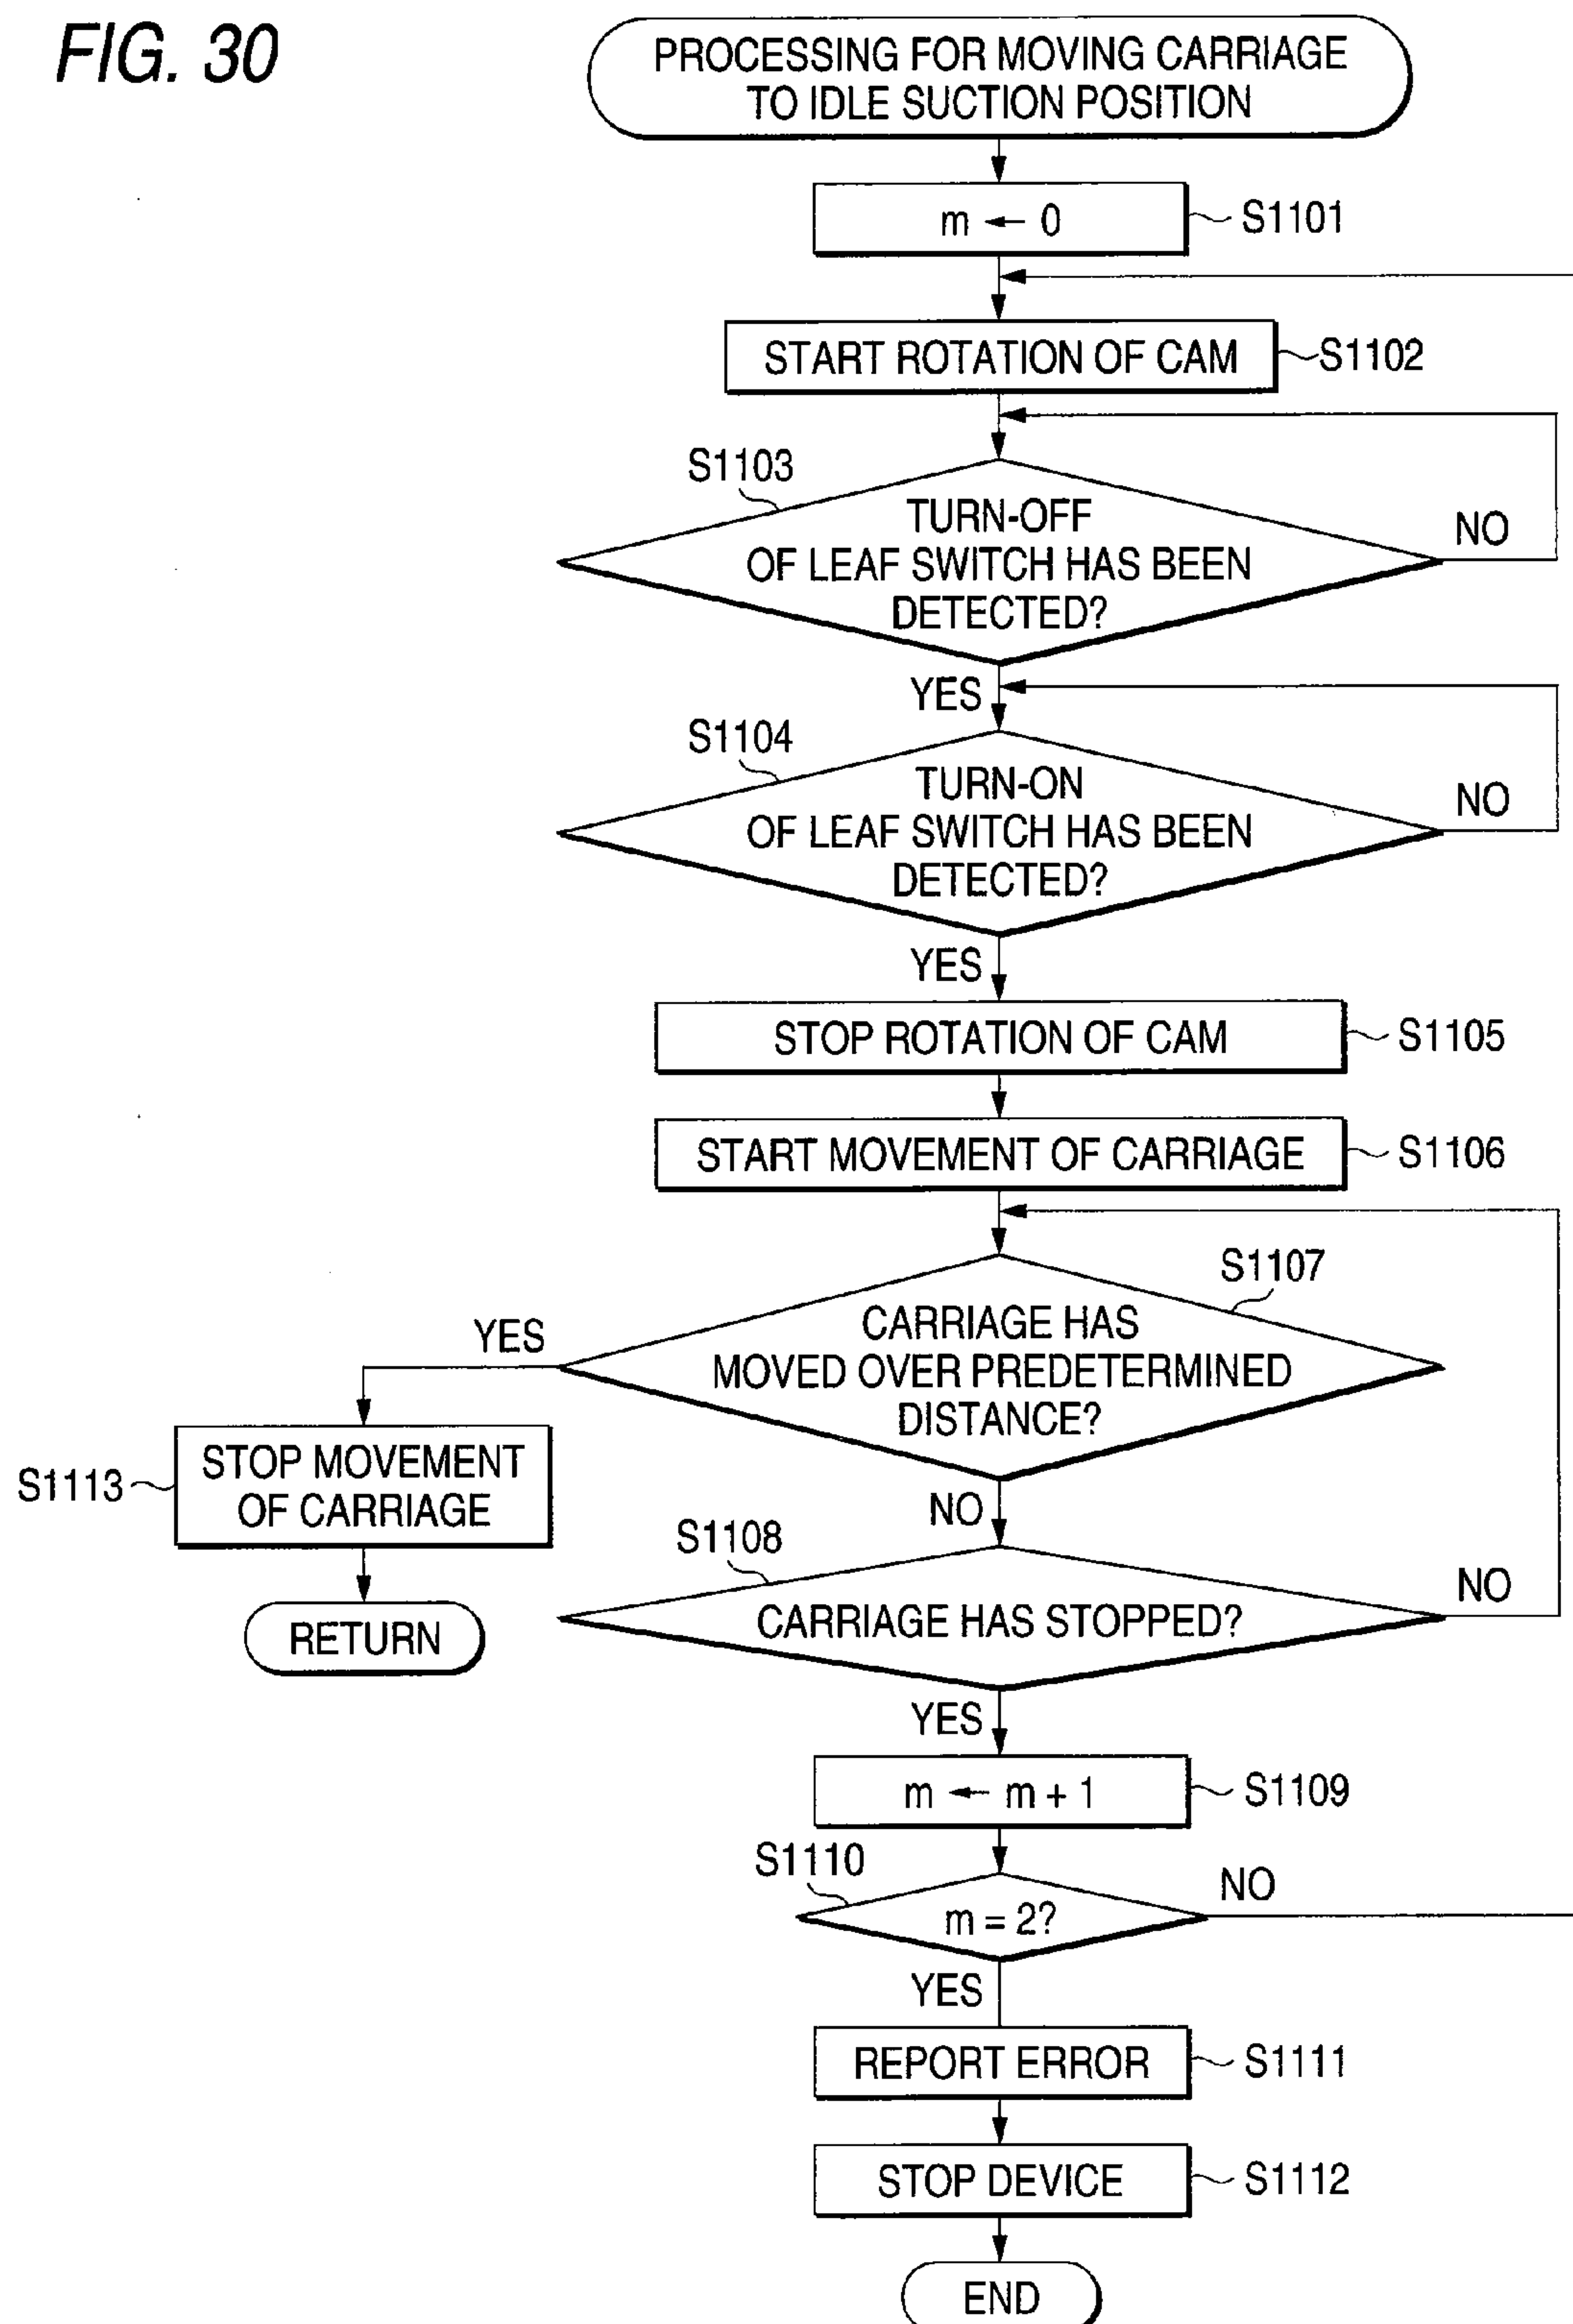 FIG. 30
PROCESSING FOR MOVING CARRIAGE
TO IDLE SUCTION POSITION
m ← 0
S1101
START ROTATION OF CAM
S1102
S1103
TURN-OFF
OF LEAF SWITCH HAS BEEN
DETECTED?
NO
YES
S1104
TURN-ON
OF LEAF SWITCH HAS BEEN
DETECTED?
NO
YES
STOP ROTATION OF CAM
S1105
START MOVEMENT OF CARRIAGE
S1106
S1107
CARRIAGE HAS
MOVED OVER PREDETERMINED
DISTANCE?
YES
S1113
STOP MOVEMENT
OF CARRIAGE
RETURN
NO
S1108
CARRIAGE HAS STOPPED?
NO
YES
m ← m + 1
S1109
S1110
m = 2?
NO
YES
REPORT ERROR
S1111
STOP DEVICE
S1112
END